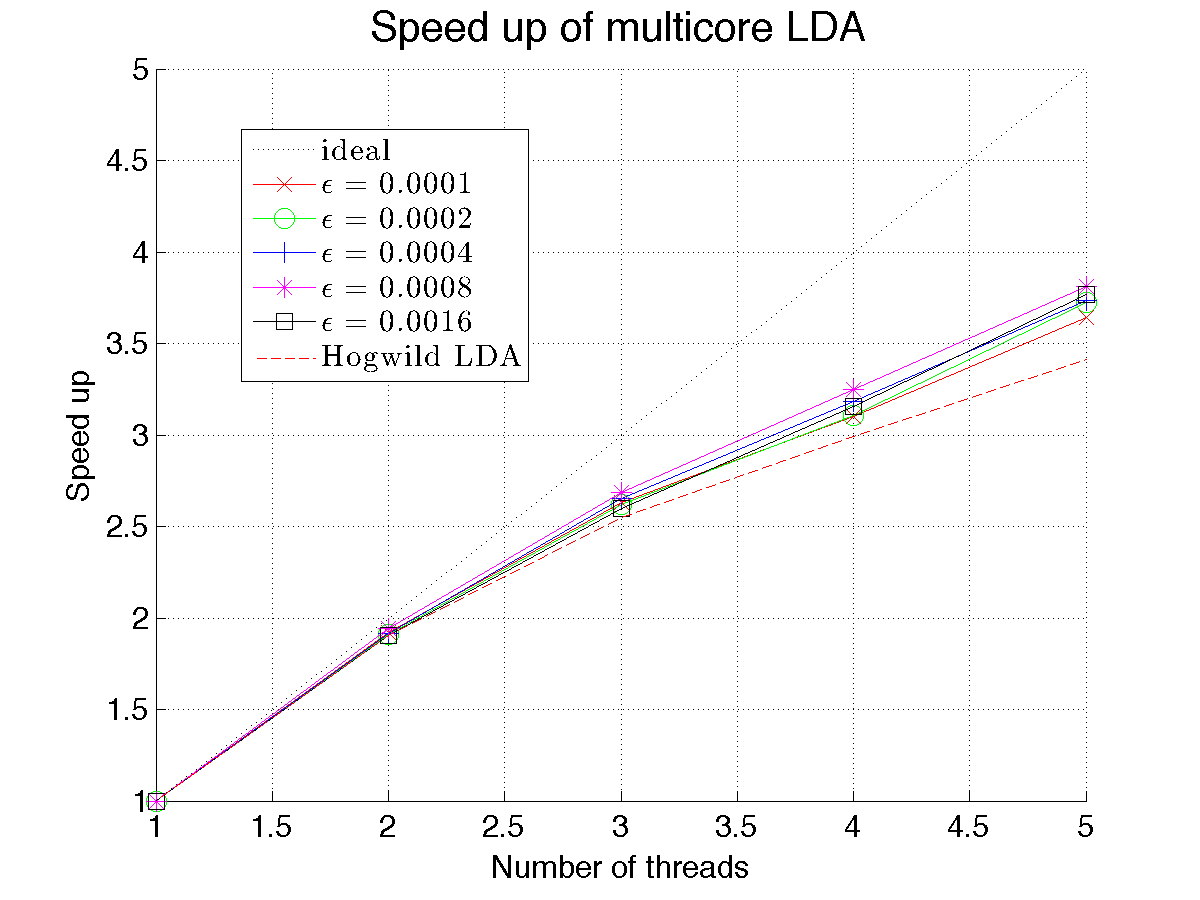 Speed up of multicore LDA
5
4.5
4
3.5
3
2.5
2
1.5
1
Speed up
ideal
ϵ = 0.0001
ϵ = 0.0002
ϵ = 0.0004
ϵ = 0.0008
ϵ = 0.0016
Hogwild LDA
1 1.5 2 2.5 3 3.5 4 4.5 5
Number of threads